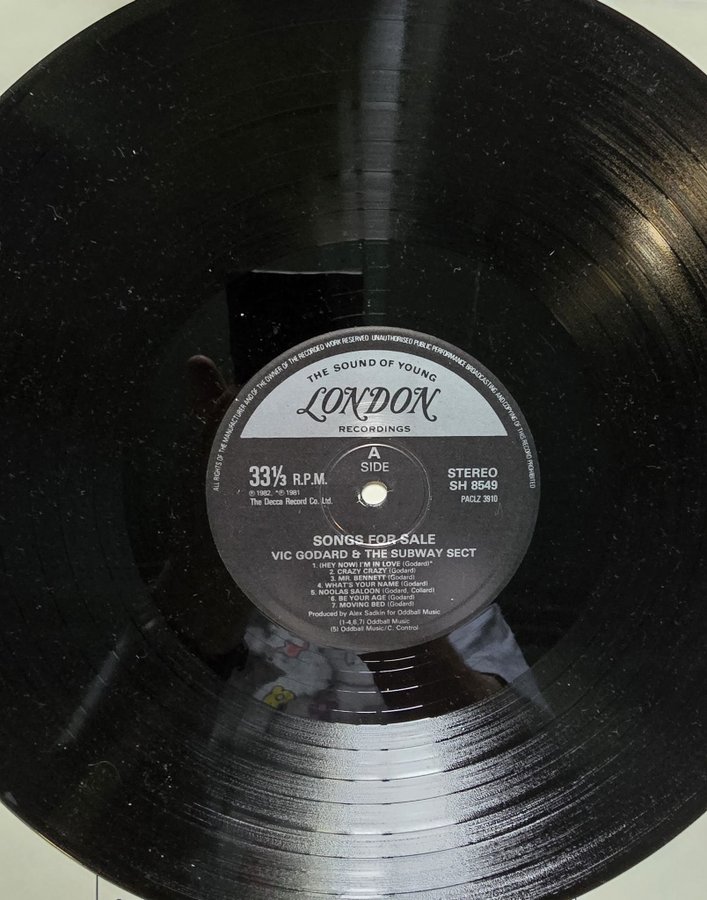 ALL RIGHTS OF THE MANUFACTURER AND OF THE OWNER OF THE RECORDED WORK RESERVED UNAUTHORISED PUBLIC PERFORMANCE BROADCASTING AND COPYING OF THIS RECORD PROHIBITED
THE SOUND OF YOUNG
LONDON
RECORDINGS
A
SIDE
33⅓ R.P.M.
℗ 1982, *℗ 1981
The Decca Record Co. Ltd.
STEREO
SH 8549
PACLZ 3910
SONGS FOR SALE
VIC GODARD & THE SUBWAY SECT
1. (HEY NOW) I'M IN LOVE (Godard)*
2. CRAZY CRAZY (Godard)
3. MR. BENNETT (Godard)
4. WHAT'S YOUR NAME (Godard)
5. NOOLAS SALOON (Godard, Collard)
6. BE YOUR AGE (Godard)
7. MOVING BED (Godard)
Produced by Alex Sadkin for Oddball Music
(1-4,6,7) Oddball Music
(5) Oddball Music/C. Control